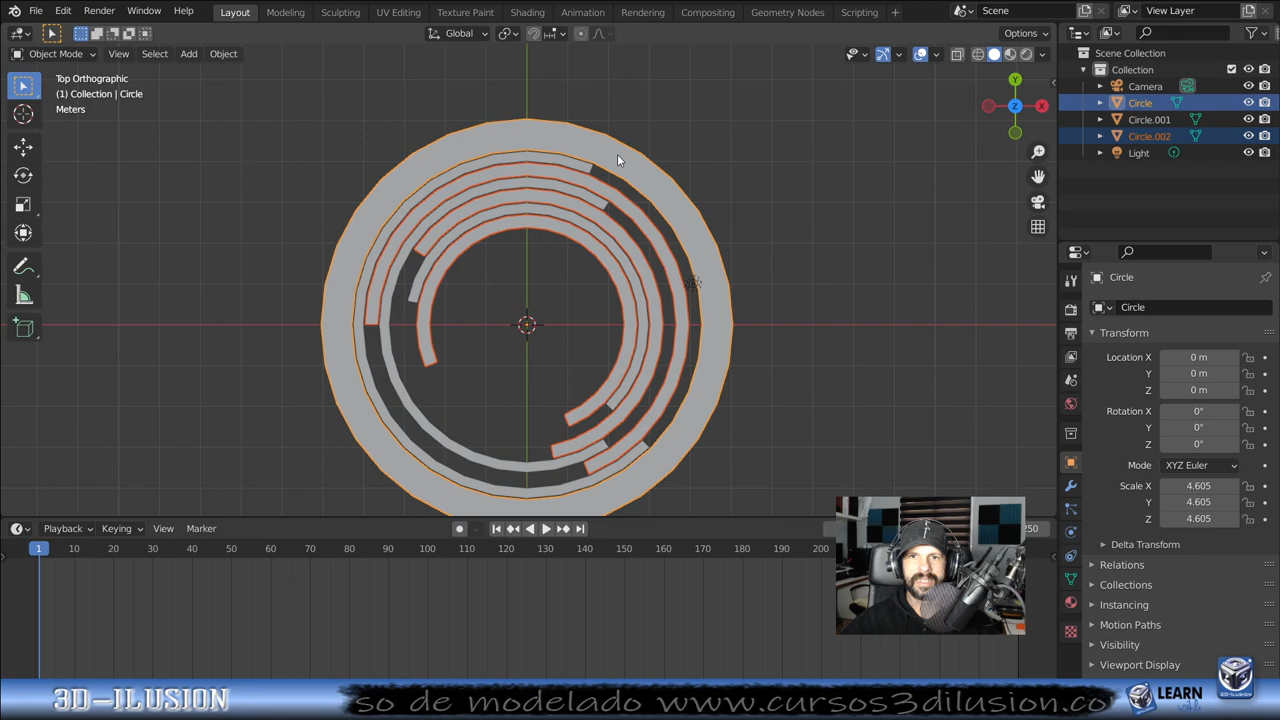 File Edit Render Window Help Layout Modeling Sculpting UV Editing Texture Paint Shading Animation Rendering Compositing Geometry Nodes Scripting + Scene View Layer
Global Options
Object Mode View Select Add Object
Top Orthographic
(1) Collection | Circle
Meters
Y
Z
X
Scene Collection
Collection
Camera
Circle
Circle.001
Circle.002
Light
Circle
Circle
Transform
Location X 0 m
Y 0 m
Z 0 m
Rotation X 0°
Y 0°
Z 0°
Mode XYZ Euler
Scale X 4.605
Y 4.605
Z 4.605
Delta Transform
Relations
Collections
Instancing
Motion Paths
Visibility
Viewport Display
Playback Keying View Marker 250
1 10 20 30 40 50 60 70 80 90 100 110 120 130 140 150 160 170 180 190 200
3D-ILUSION so de modelado www.cursos3dilusion.co LEARN